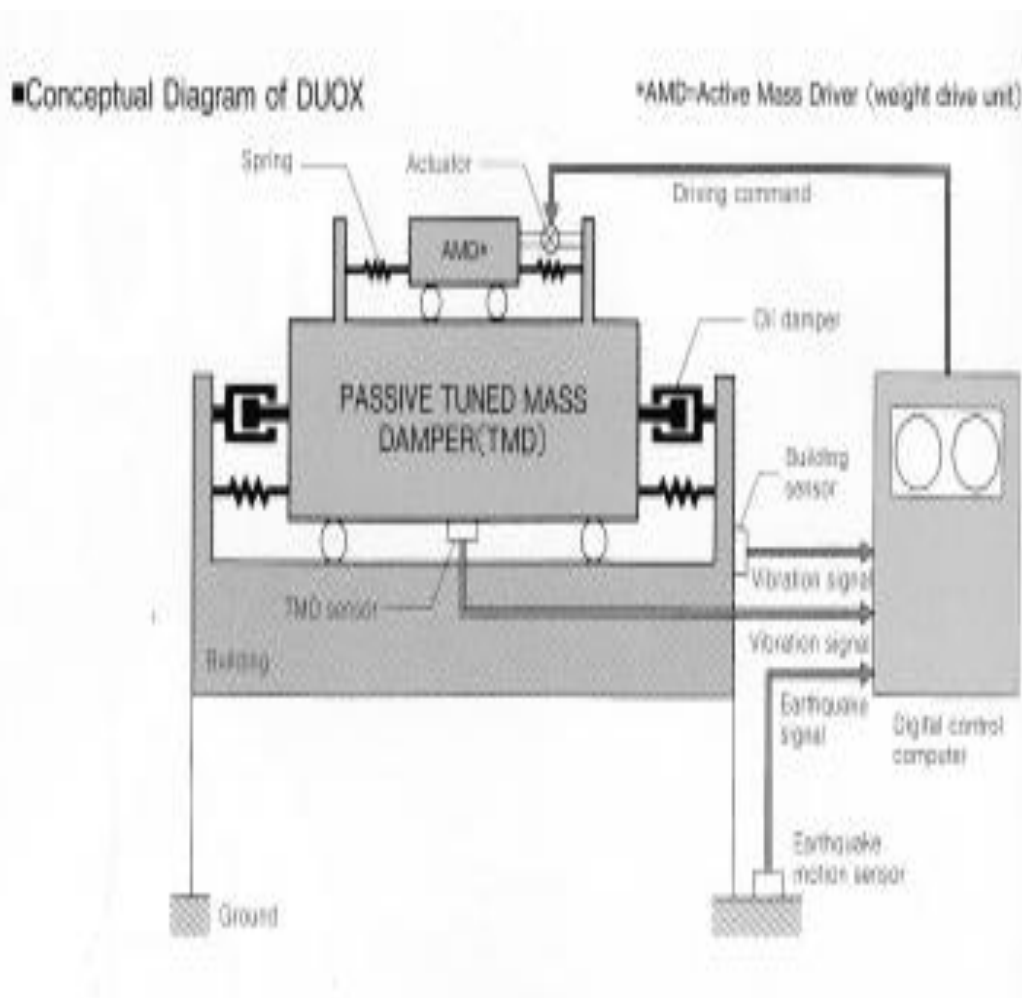 ■Conceptual Diagram of DUOX
*AMD=Active Mass Driver (weight drive unit)
Spring
Actuator
Driving command
AMD*
Oil damper
PASSIVE TUNED MASS
DAMPER(TMD)
Building
sensor
Vibration signal
TMD sensor
Vibration signal
Building
Earthquake
signal
Digital control
computer
Earthquake
motion sensor
Ground